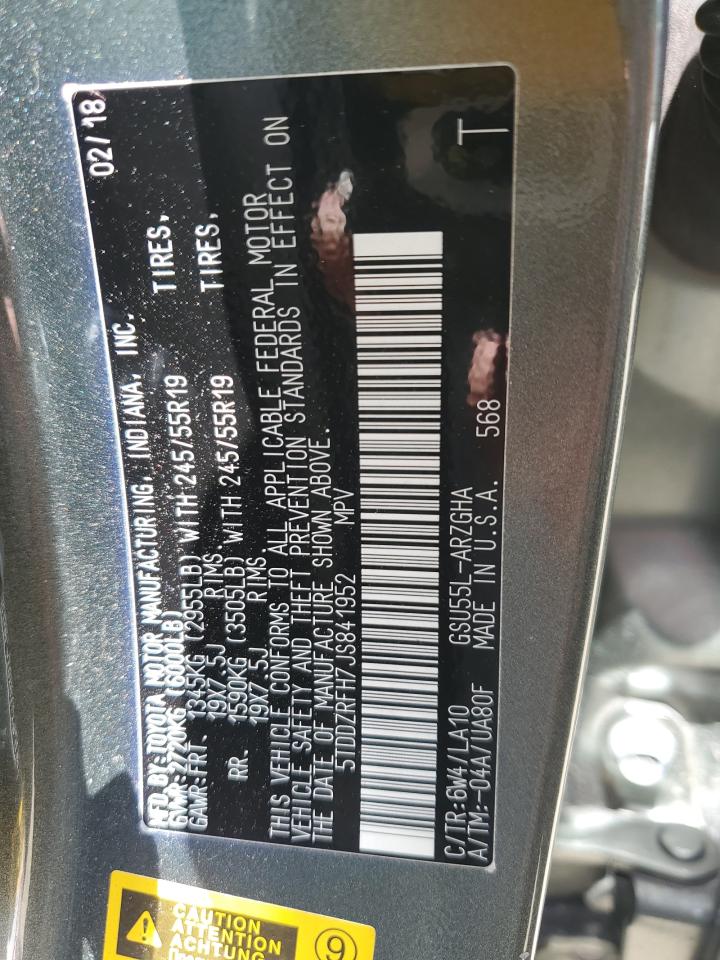 MFD. BY: TOYOTA MOTOR MANUFACTURING, INDIANA, INC. 02/18
GVWR: 2720KG (6000LB)
GAWR-FRT. 1345KG (2955LB) WITH 245/55R19 TIRES,
19X7.5J RIMS.
RR. 1590KG (3505LB) WITH 245/55R19 TIRES,
19X7.5J RIMS.
THIS VEHICLE CONFORMS TO ALL APPLICABLE FEDERAL MOTOR
VEHICLE SAFETY AND THEFT PREVENTION STANDARDS IN EFFECT ON
THE DATE OF MANUFACTURE SHOWN ABOVE.
5TDDZRFH7JS841952 MPV
C/TR:6W4/LA10 GSU55L-ARZGHA T
A/TM:-04A/UA80F MADE IN U.S.A. 568
CAUTION
ATTENTION
ACHTUNG
9